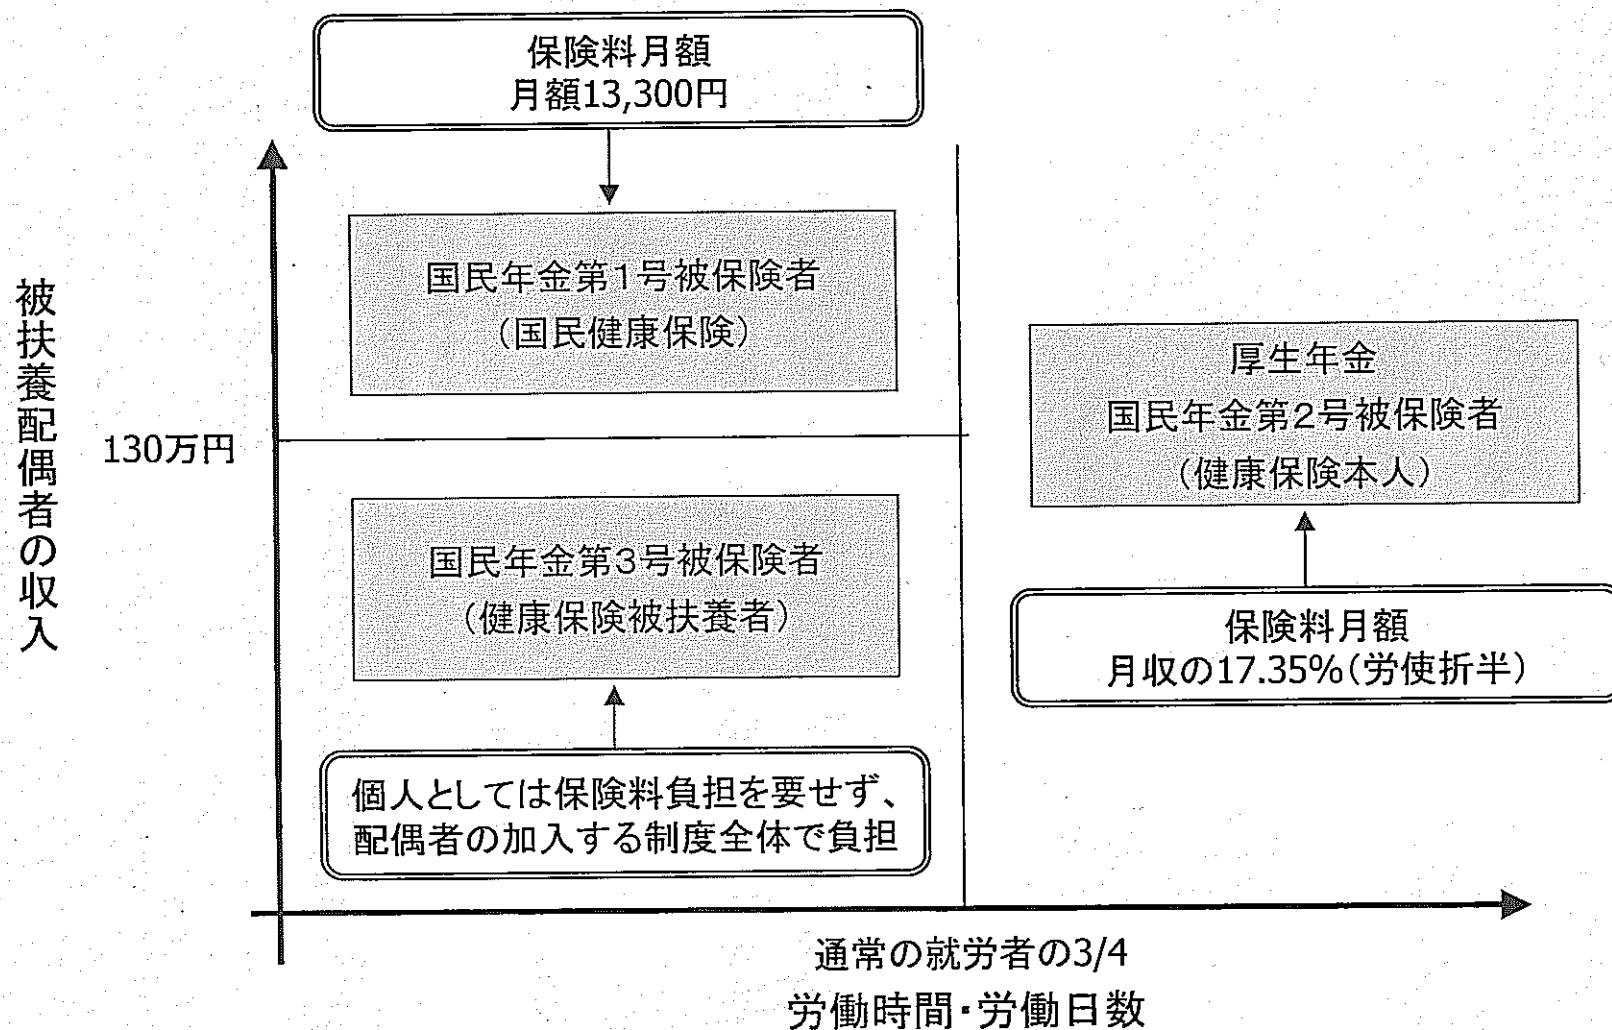 保険料月額
月額13,300円
国民年金第1号被保険者
(国民健康保険)
被扶養配偶者の収入
130万円
厚生年金
国民年金第2号被保険者
(健康保険本人)
国民年金第3号被保険者
(健康保険被扶養者)
保険料月額
月収の17.35%(労使折半)
個人としては保険料負担を要せず、
配偶者の加入する制度全体で負担
通常の就労者の3/4
労働時間・労働日数